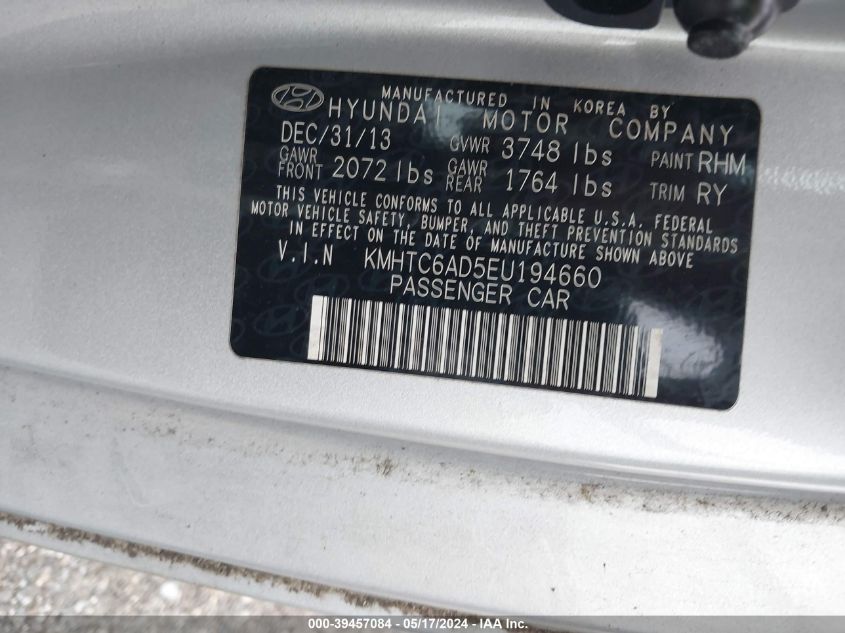 MANUFACTURED IN KOREA BY
HYUNDAI MOTOR COMPANY
DEC/31/13 GVWR 3748 lbs PAINT RHM
GAWR FRONT 2072 lbs GAWR REAR 1764 lbs TRIM RY
THIS VEHICLE CONFORMS TO ALL APPLICABLE U.S.A. FEDERAL
MOTOR VEHICLE SAFETY, BUMPER, AND THEFT PREVENTION STANDARDS
IN EFFECT ON THE DATE OF MANUFACTURE SHOWN ABOVE
V.I.N KMHTC6AD5EU194660
PASSENGER CAR
000-39457084 - 05/17/2024 - IAA, Inc.